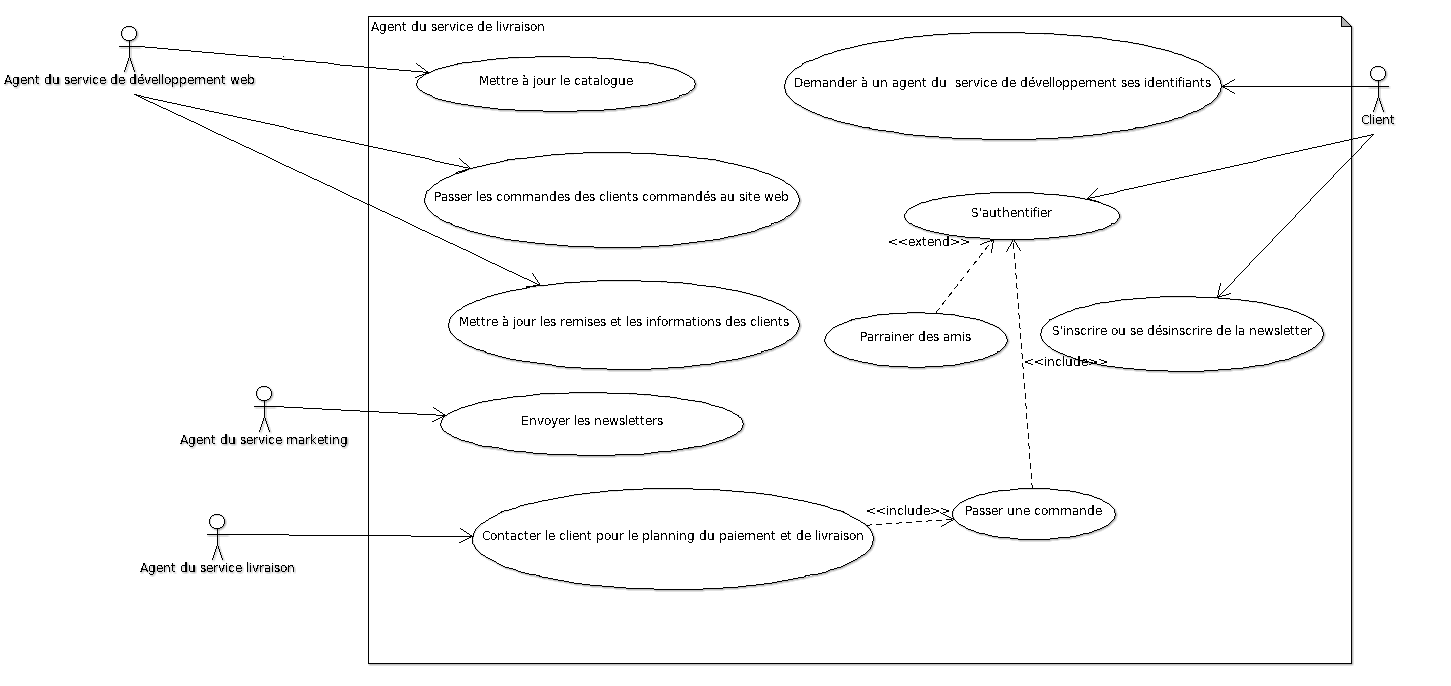 Agent du service de livraison
Agent du service de dévelloppement web
Mettre à jour le catalogue
Demander à un agent du  service de dévelloppement ses identifiants
Client
Passer les commandes des clients commandés au site web
S'authentifier
<<extend>>
Mettre à jour les remises et les informations des clients
Parrainer des amis
S'inscrire ou se désinscrire de la newsletter
<<include>>
Agent du service marketing
Envoyer les newsletters
Agent du service livraison
Contacter le client pour le planning du paiement et de livraison
<<include>>
Passer une commande